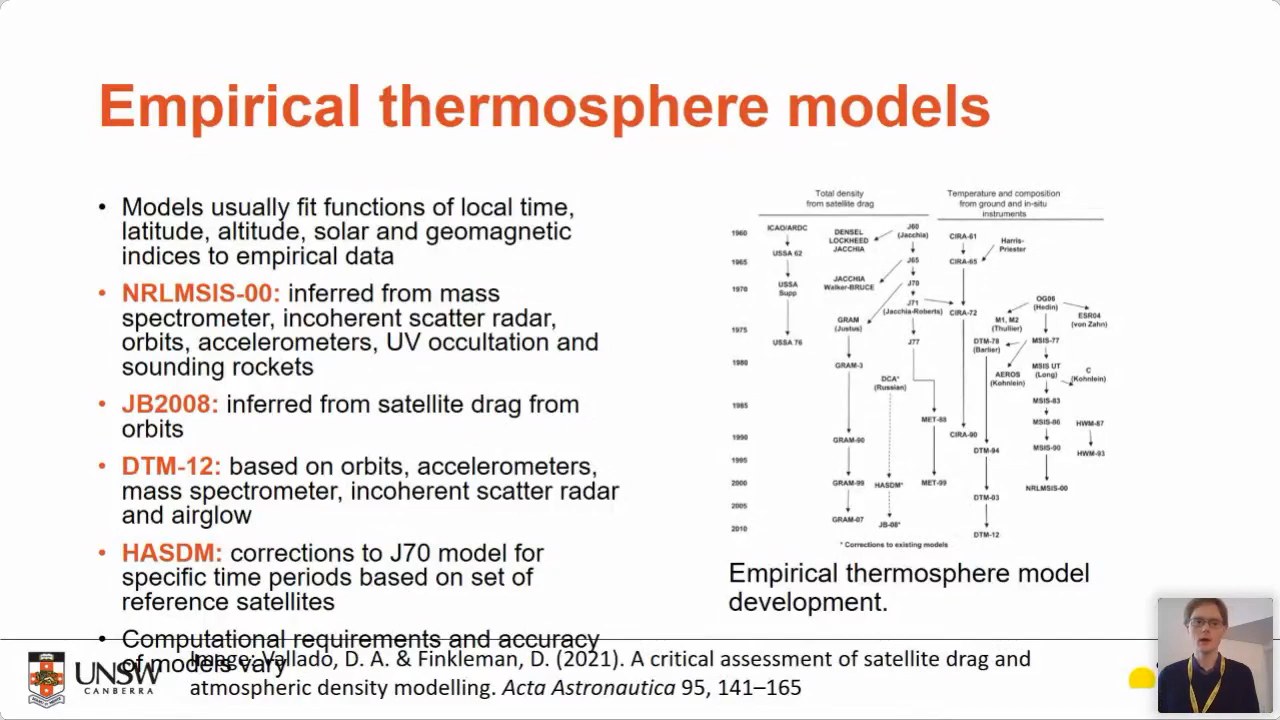 Empirical thermosphere models
• Models usually fit functions of local time,
latitude, altitude, solar and geomagnetic
indices to empirical data
• NRLMSIS-00: inferred from mass
spectrometer, incoherent scatter radar,
orbits, accelerometers, UV occultation and
sounding rockets
• JB2008: inferred from satellite drag from
orbits
• DTM-12: based on orbits, accelerometers,
mass spectrometer, incoherent scatter radar
and airglow
• HASDM: corrections to J70 model for
specific time periods based on set of
reference satellites
• Computational requirements and accuracy
of models vary
Total density
from satellite drag
Temperature and composition
from ground and in-situ
instruments
1960
1965
1970
1975
1980
1985
1990
1995
2000
2005
2010
ICAO/ARDC
USSA 62
USSA
Supp
USSA 76
DENSEL
LOCKHEED
JACCHIA
JACCHIA
Walker-BRUCE
GRAM
(Justus)
GRAM-3
GRAM-90
GRAM-99
GRAM-07
J60
(Jacchia)
J65
J70
J71
(Jacchia-Roberts)
J77
DCA*
(Russian)
HASDM*
JB-08*
MET-88
MET-99
CIRA-61
CIRA-65
CIRA-72
CIRA-90
Harris-
Priester
OGO6
(Hedin)
M1, M2
(Thullier)
ESRO4
(von Zahn)
DTM-78
(Barlier)
MSIS-77
AEROS
(Kohnlein)
MSIS UT
(Long)
C
(Kohnlein)
MSIS-83
MSIS-86
MSIS-90
NRLMSIS-00
HWM-87
HWM-93
DTM-94
DTM-03
DTM-12
* Corrections to existing models
Empirical thermosphere model
development.
UNSW
CANBERRA
Image: Vallado, D. A. & Finkleman, D. (2021). A critical assessment of satellite drag and
atmospheric density modelling. Acta Astronautica 95, 141–165